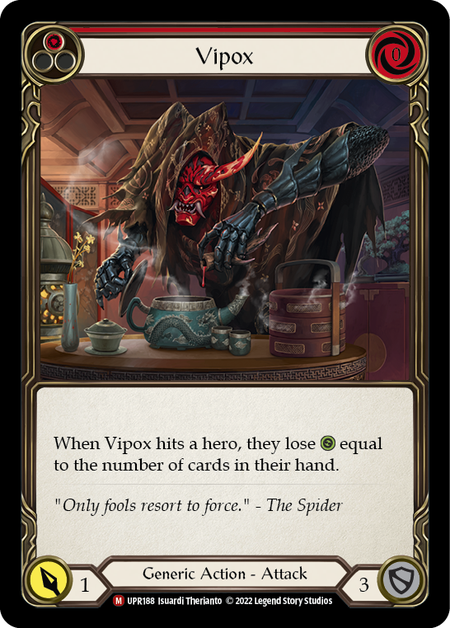 Vipox
0
When Vipox hits a hero, they lose equal
to the number of cards in their hand.
"Only fools resort to force." - The Spider
1
Generic Action - Attack
3
M UPR188 Isuardi Therianto © 2022 Legend Story Studios